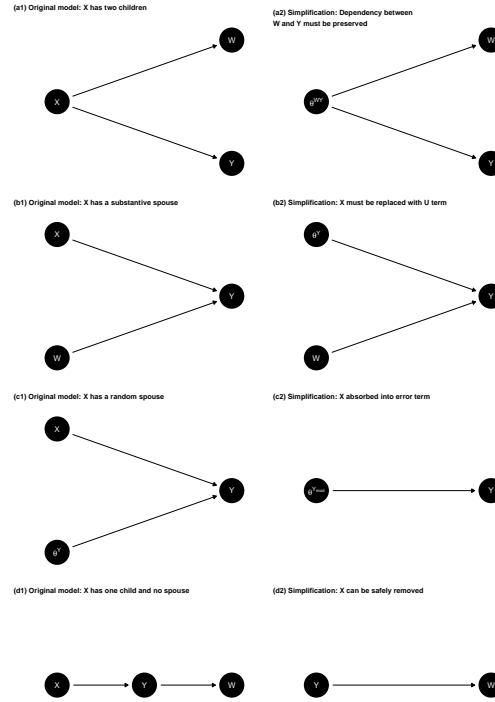 (a1) Original model: X has two children
(a2) Simplification: Dependency between
W and Y must be preserved
W
W
X
θWY
Y
Y
(b1) Original model: X has a substantive spouse
(b2) Simplification: X must be replaced with U term
X
θY
Y
Y
W
W
(c1) Original model: X has a random spouse
(c2) Simplification: X absorbed into error term
X
Y
Y
θY
(d1) Original model: X has one child and no spouse
(d2) Simplification: X can be safely removed
X
Y
W
Y
W